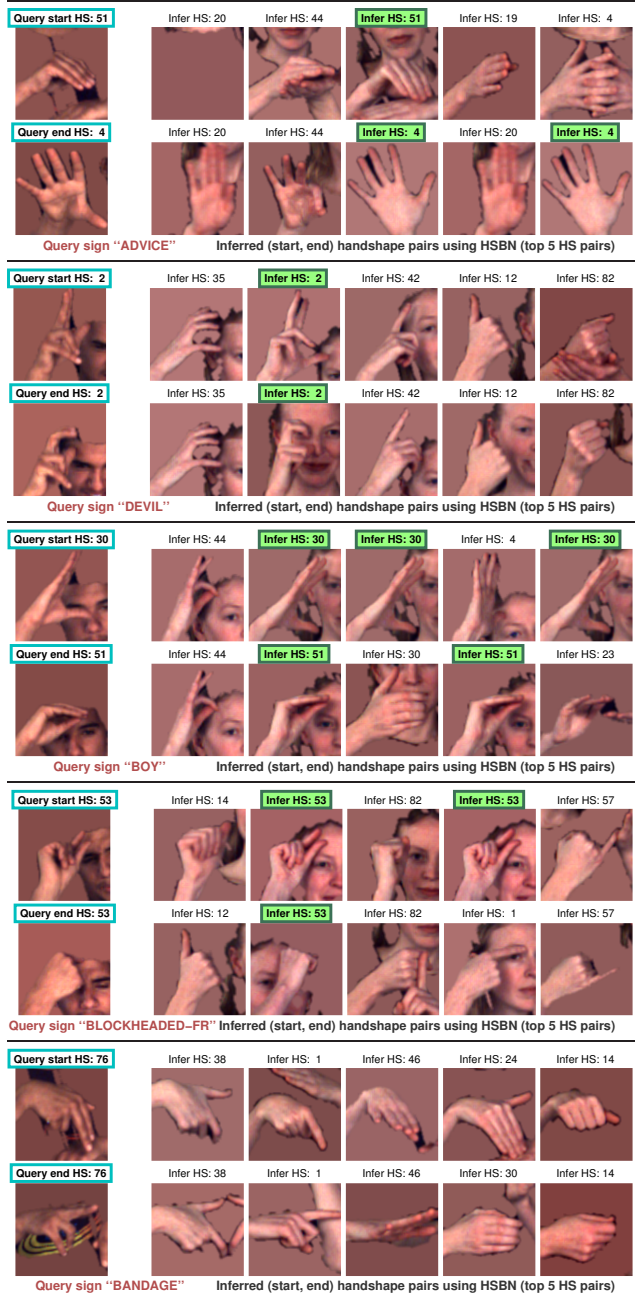 Query start HS: 51 Infer HS: 20 Infer HS: 44 Infer HS: 51 Infer HS: 19 Infer HS: 4
Query end HS: 4 Infer HS: 20 Infer HS: 44 Infer HS: 4 Infer HS: 20 Infer HS: 4
Query sign “ADVICE” Inferred (start, end) handshape pairs using HSBN (top 5 HS pairs)
Query start HS: 2 Infer HS: 35 Infer HS: 2 Infer HS: 42 Infer HS: 12 Infer HS: 82
Query end HS: 2 Infer HS: 35 Infer HS: 2 Infer HS: 42 Infer HS: 12 Infer HS: 82
Query sign “DEVIL” Inferred (start, end) handshape pairs using HSBN (top 5 HS pairs)
Query start HS: 30 Infer HS: 44 Infer HS: 30 Infer HS: 30 Infer HS: 4 Infer HS: 30
Query end HS: 51 Infer HS: 44 Infer HS: 51 Infer HS: 30 Infer HS: 51 Infer HS: 23
Query sign “BOY” Inferred (start, end) handshape pairs using HSBN (top 5 HS pairs)
Query start HS: 53 Infer HS: 14 Infer HS: 53 Infer HS: 82 Infer HS: 53 Infer HS: 57
Query end HS: 53 Infer HS: 12 Infer HS: 53 Infer HS: 82 Infer HS: 1 Infer HS: 57
Query sign “BLOCKHEADED−FR” Inferred (start, end) handshape pairs using HSBN (top 5 HS pairs)
Query start HS: 76 Infer HS: 38 Infer HS: 1 Infer HS: 46 Infer HS: 24 Infer HS: 14
Query end HS: 76 Infer HS: 38 Infer HS: 1 Infer HS: 46 Infer HS: 30 Infer HS: 14
Query sign “BANDAGE” Inferred (start, end) handshape pairs using HSBN (top 5 HS pairs)